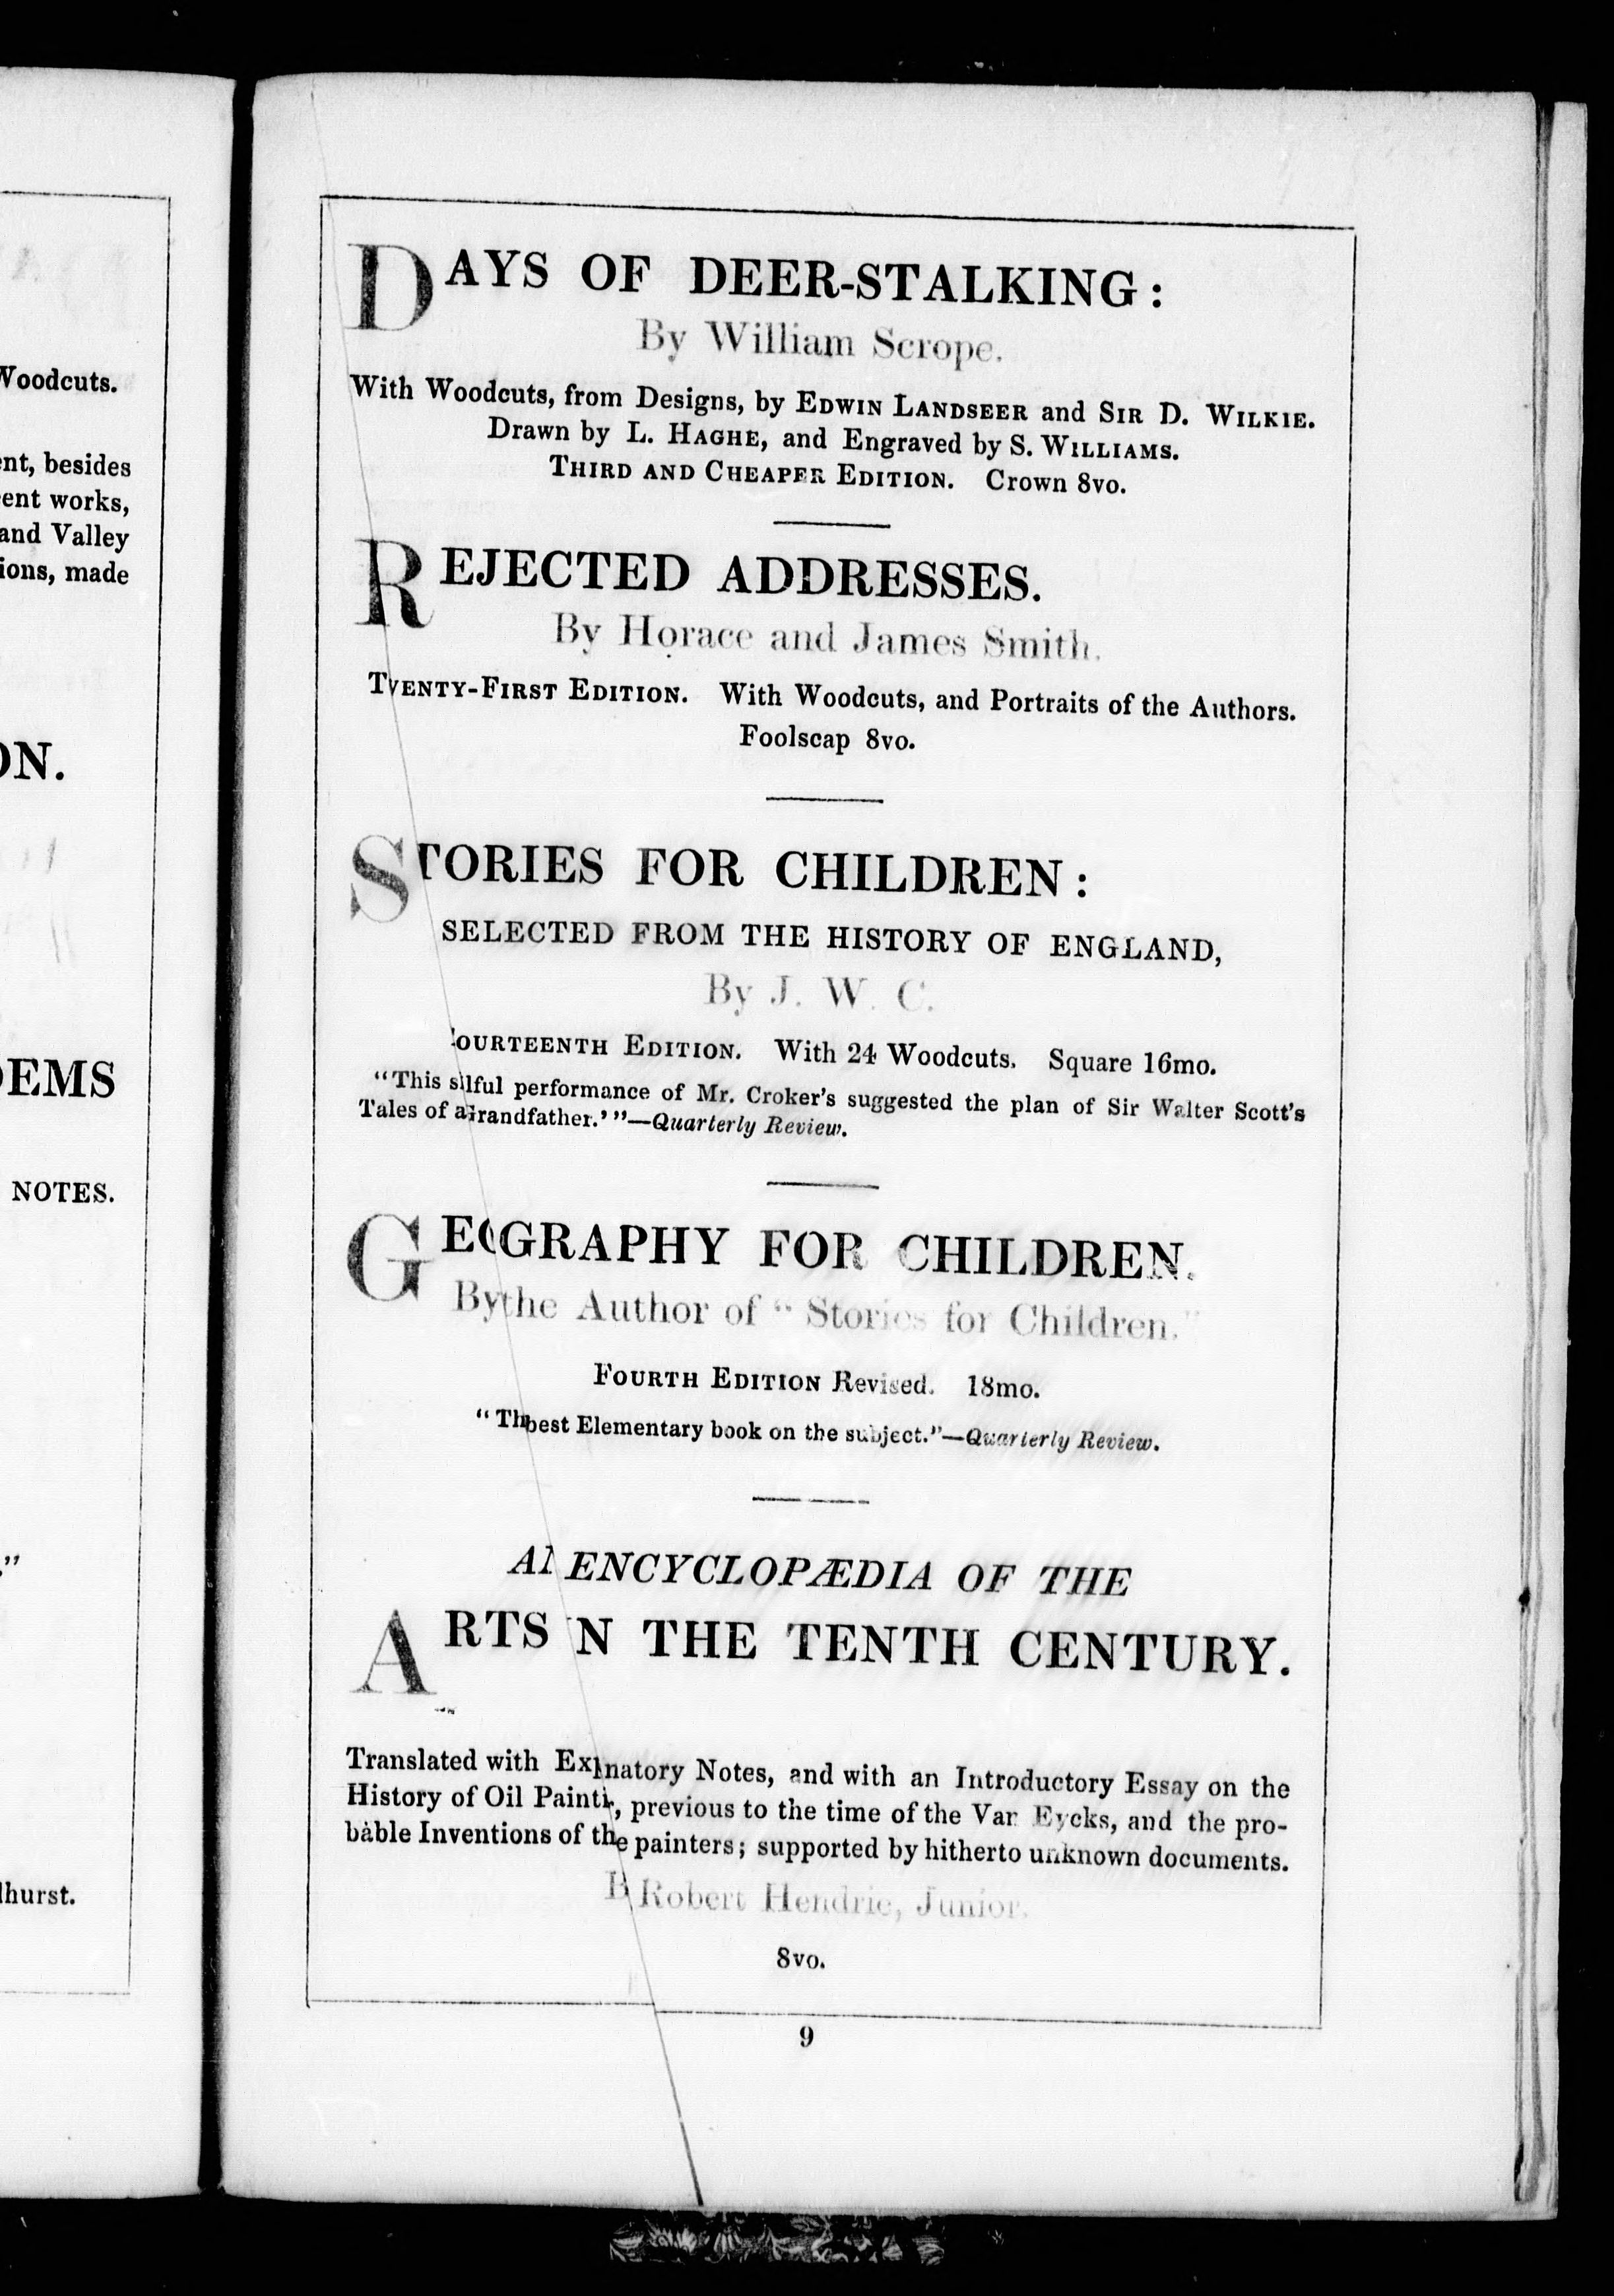 Woodcuts.
ent, besides
ent works,
and Valley
ions, made
ON.
EMS
NOTES.
."
lhurst.
DAYS OF DEER-STALKING:
By William Scrope.
With Woodcuts, from Designs, by EDWIN LANDSEER and SIR D. WILKIE.
Drawn by L. HAGHE, and Engraved by S. WILLIAMS.
THIRD AND CHEAPER EDITION. Crown 8vo.
REJECTED ADDRESSES.
By Horace and James Smith.
TWENTY-FIRST EDITION. With Woodcuts, and Portraits of the Authors.
Foolscap 8vo.
STORIES FOR CHILDREN:
SELECTED FROM THE HISTORY OF ENGLAND,
By J. W. C.
FOURTEENTH EDITION. With 24 Woodcuts. Square 16mo.
"This silful performance of Mr. Croker's suggested the plan of Sir Walter Scott's
Tales of a Grandfather.'"—Quarterly Review.
GEOGRAPHY FOR CHILDREN.
By the Author of "Stories for Children."
FOURTH EDITION Revised. 18mo.
"The best Elementary book on the subject."—Quarterly Review.
AN ENCYCLOPÆDIA OF THE
ARTS IN THE TENTH CENTURY.
Translated with Explnatory Notes, and with an Introductory Essay on the
History of Oil Painti, previous to the time of the Van Eycks, and the pro-
bable Inventions of the painters; supported by hitherto unknown documents.
By Robert Hendrie, Junior.
8vo.
9